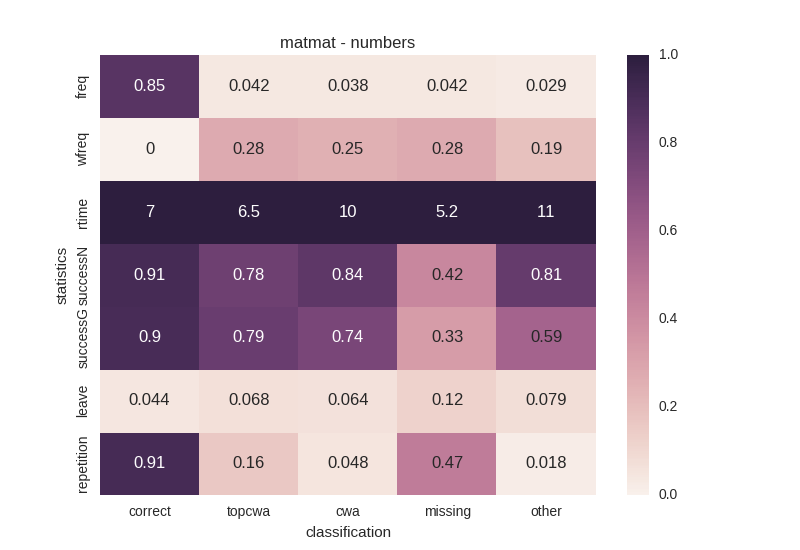 matmat - numbers
freq 0.85 0.042 0.038 0.042 0.029
wfreq 0 0.28 0.25 0.28 0.19
rtime 7 6.5 10 5.2 11
successN 0.91 0.78 0.84 0.42 0.81
successG 0.9 0.79 0.74 0.33 0.59
leave 0.044 0.068 0.064 0.12 0.079
repetition 0.91 0.16 0.048 0.47 0.018
statistics
correct topcwa cwa missing other
classification
1.0
0.8
0.6
0.4
0.2
0.0